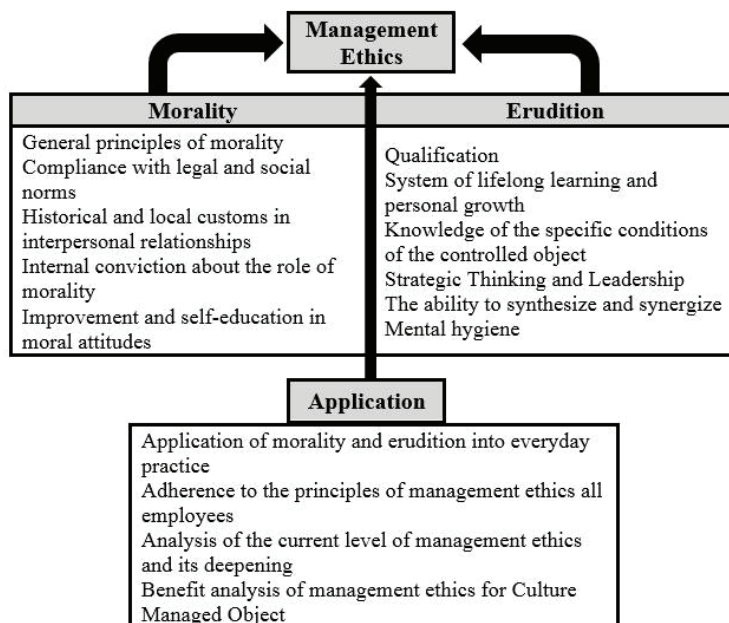 Management
Ethics
Morality
General principles of morality
Compliance with legal and social
norms
Historical and local customs in
interpersonal relationships
Internal conviction about the role of
morality
Improvement and self-education in
moral attitudes
Erudition
Qualification
System of lifelong learning and
personal growth
Knowledge of the specific conditions
of the controlled object
Strategic Thinking and Leadership
The ability to synthesize and synergize
Mental hygiene
Application
Application of morality and erudition into everyday
practice
Adherence to the principles of management ethics all
employees
Analysis of the current level of management ethics
and its deepening
Benefit analysis of management ethics for Culture
Managed Object